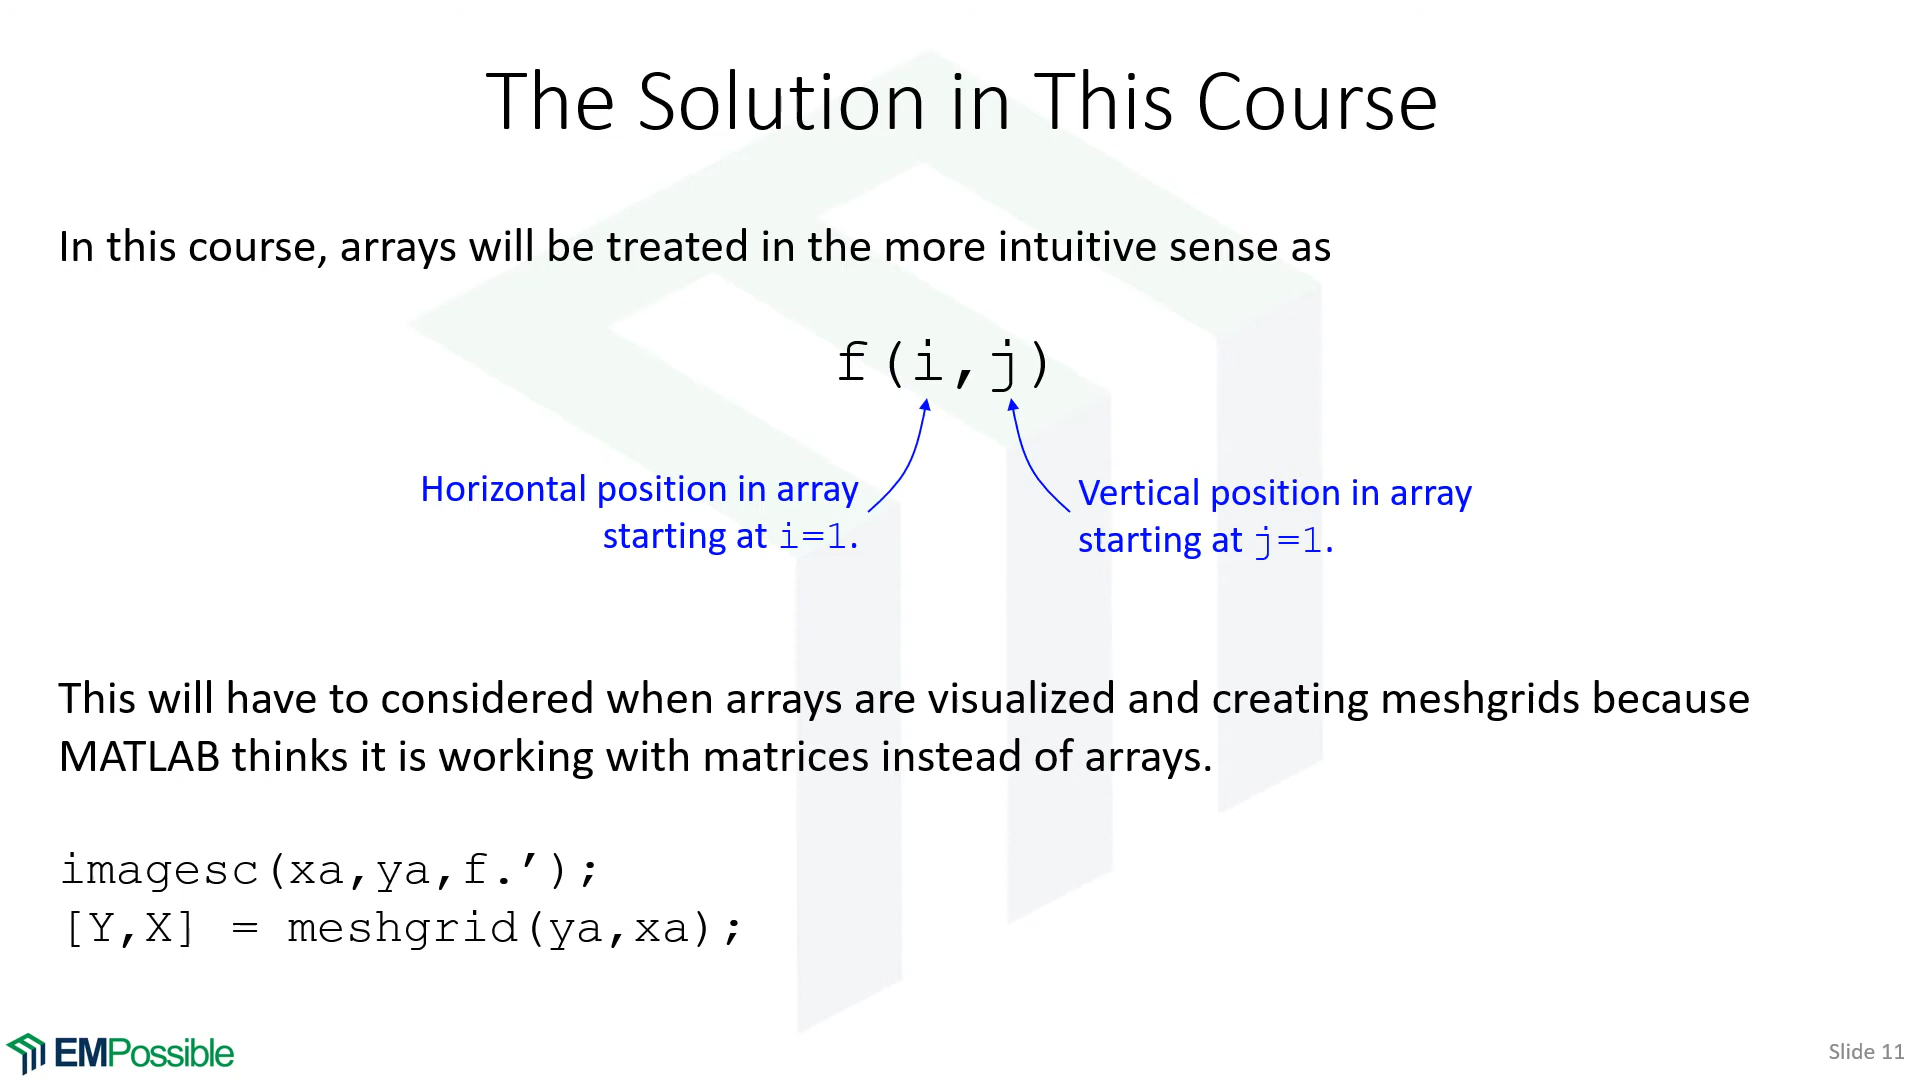 The Solution in This Course
In this course, arrays will be treated in the more intuitive sense as
f(i,j)
Horizontal position in array
starting at i=1.
Vertical position in array
starting at j=1.
This will have to considered when arrays are visualized and creating meshgrids because
MATLAB thinks it is working with matrices instead of arrays.
imagesc(xa,ya,f.’);
[Y,X] = meshgrid(ya,xa);
EMPossible
Slide 11